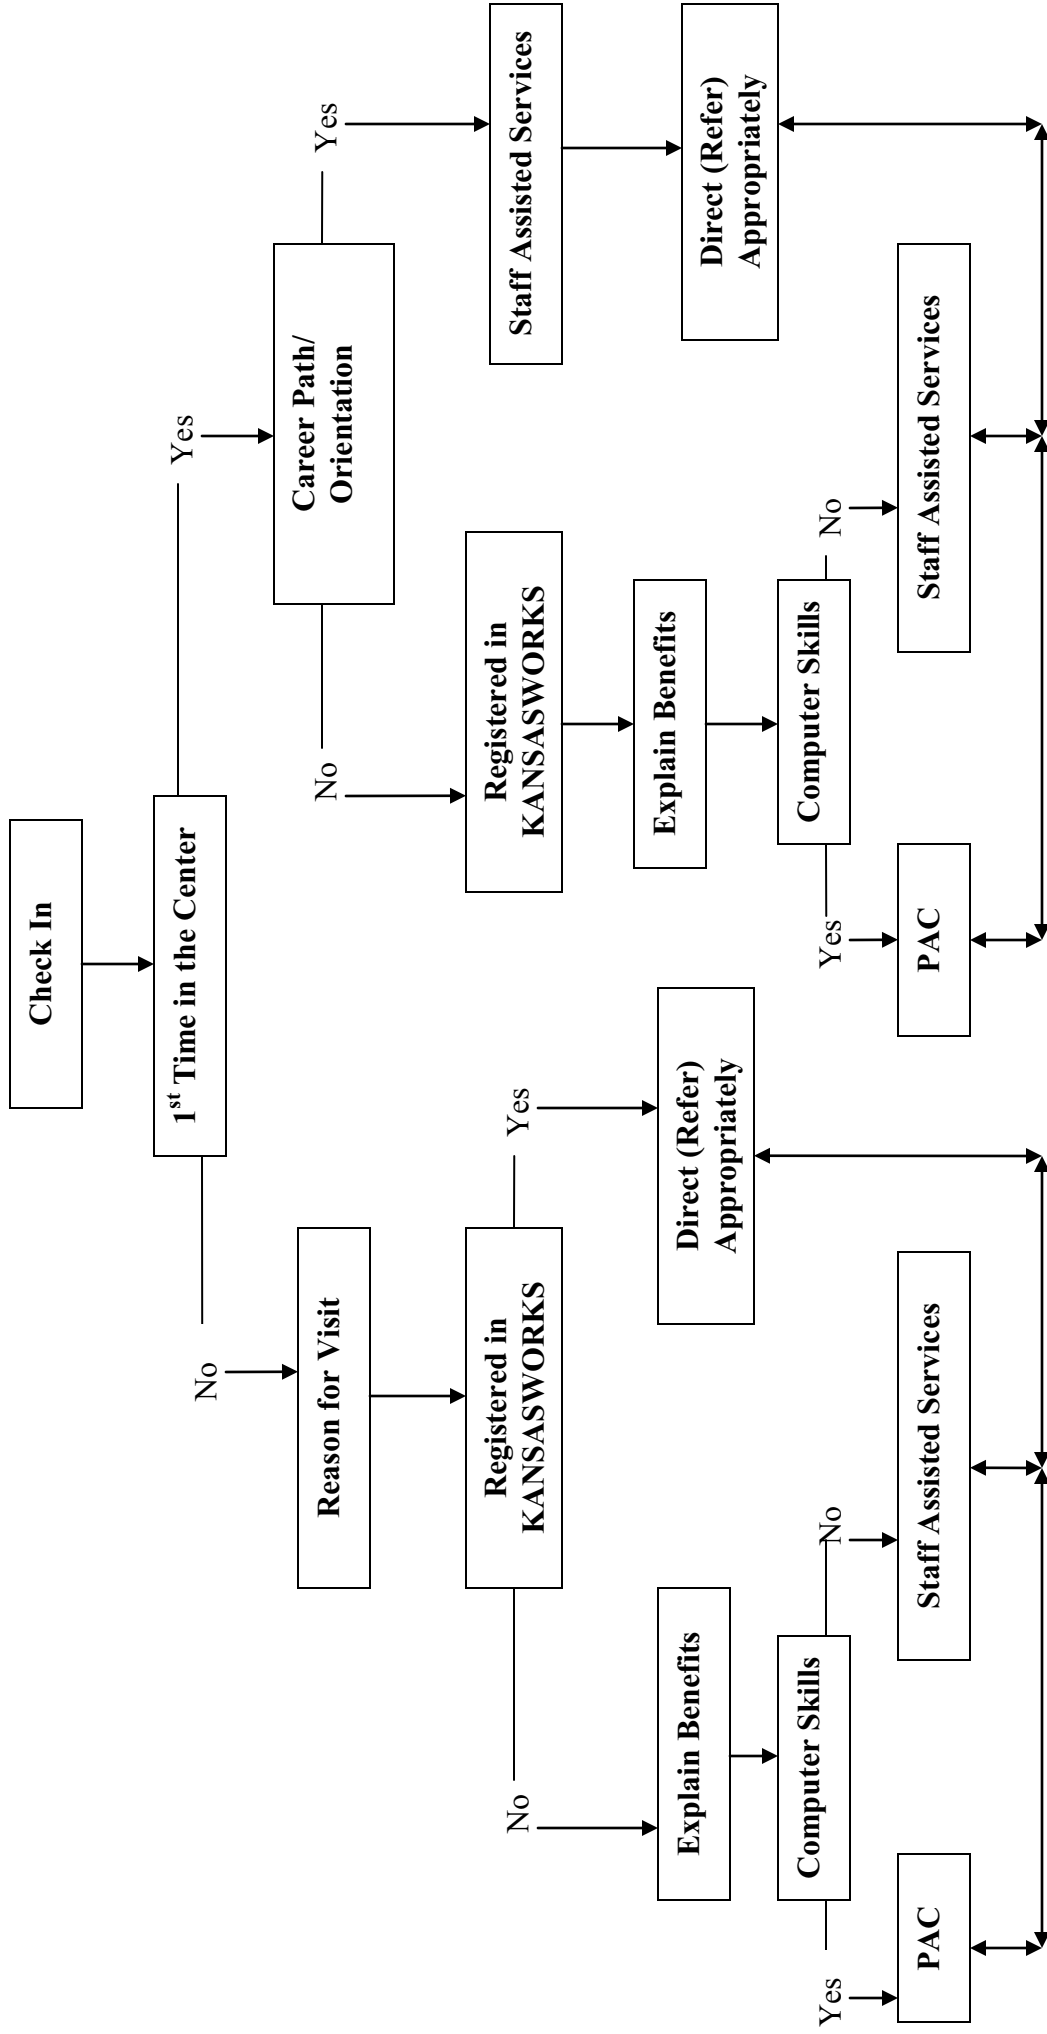 Check In
1st Time in the Center
No
Yes
Reason for Visit
Career Path/
Orientation
No
Yes
Registered in
KANSASWORKS
Registered in
KANSASWORKS
Staff Assisted Services
No
Yes
Explain Benefits
Direct (Refer)
Appropriately
Explain Benefits
Direct (Refer)
Appropriately
Computer Skills
Computer Skills
Yes
No
Yes
No
PAC
Staff Assisted Services
PAC
Staff Assisted Services